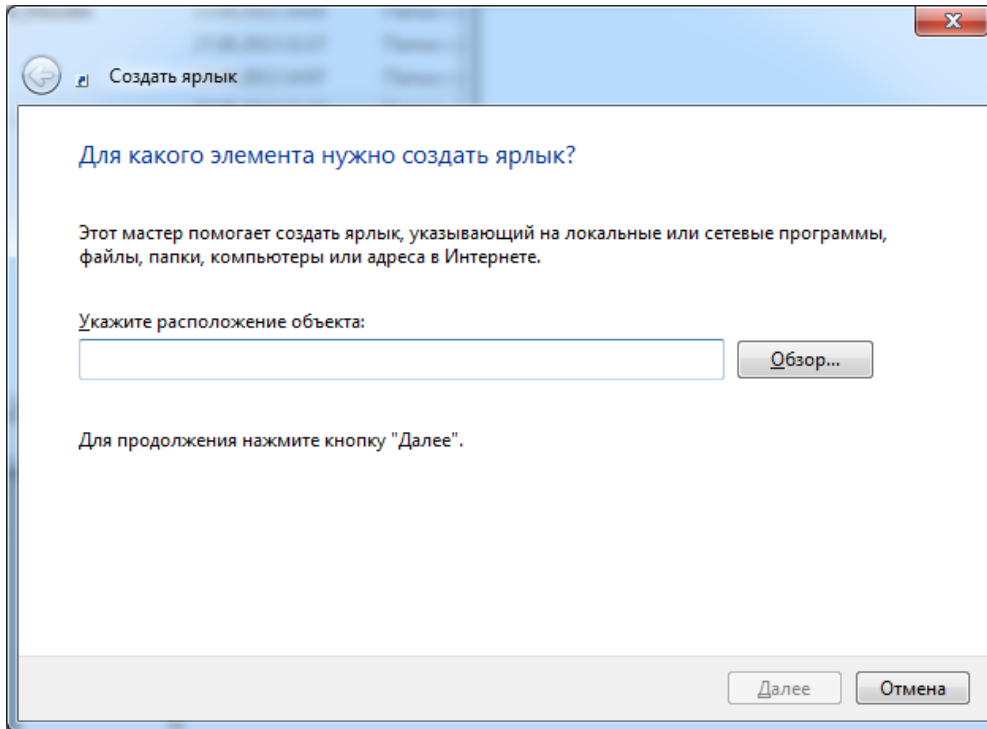 Создать ярлык
Для какого элемента нужно создать ярлык?
Этот мастер помогает создать ярлык, указывающий на локальные или сетевые программы,
файлы, папки, компьютеры или адреса в Интернете.
Укажите расположение объекта:
Обзор...
Для продолжения нажмите кнопку "Далее".
Далее
Отмена